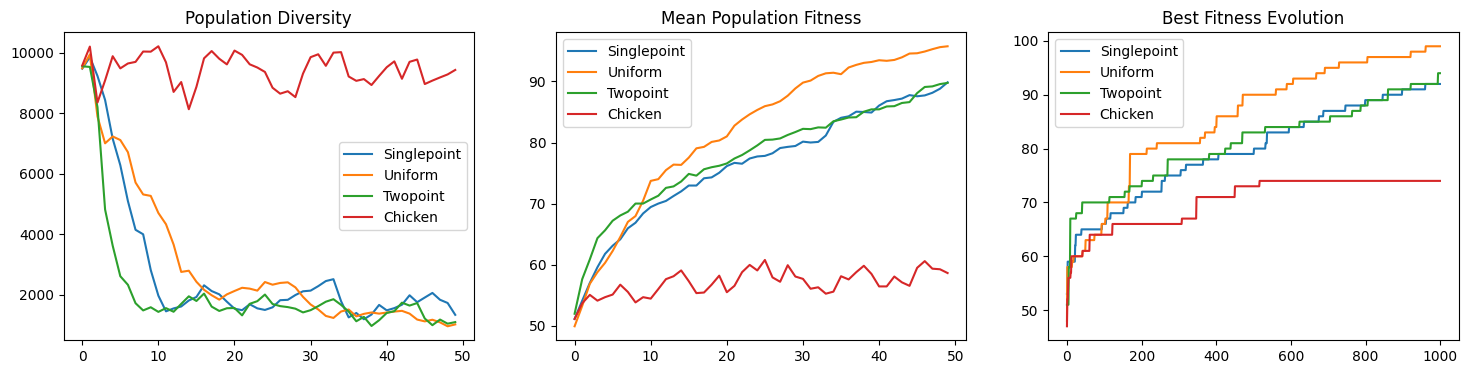 Population Diversity
10000
8000
6000
4000
2000
0
10
20
30
40
50
Singlepoint
Uniform
Twopoint
Chicken
Mean Population Fitness
90
80
70
60
50
0
10
20
30
40
50
Singlepoint
Uniform
Twopoint
Chicken
Best Fitness Evolution
100
90
80
70
60
50
0
200
400
600
800
1000
Singlepoint
Uniform
Twopoint
Chicken